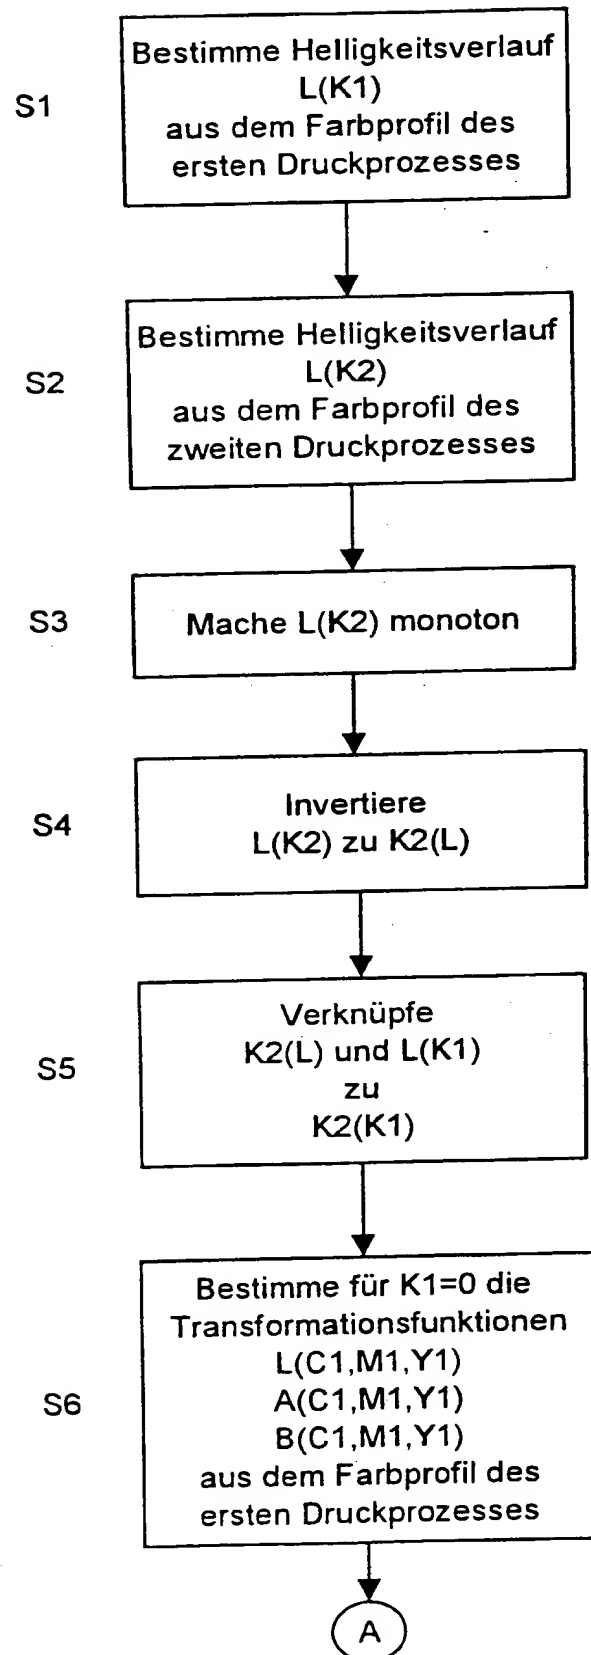 S1
Bestimme Helligkeitsverlauf
L(K1)
aus dem Farbprofil des
ersten Druckprozesses
S2
Bestimme Helligkeitsverlauf
L(K2)
aus dem Farbprofil des
zweiten Druckprozesses
S3
Mache L(K2) monoton
S4
Invertiere
L(K2) zu K2(L)
S5
Verknüpfe
K2(L) und L(K1)
zu
K2(K1)
S6
Bestimme für K1=0 die
Transformationsfunktionen
L(C1,M1,Y1)
A(C1,M1,Y1)
B(C1,M1,Y1)
aus dem Farbprofil des
ersten Druckprozesses
A